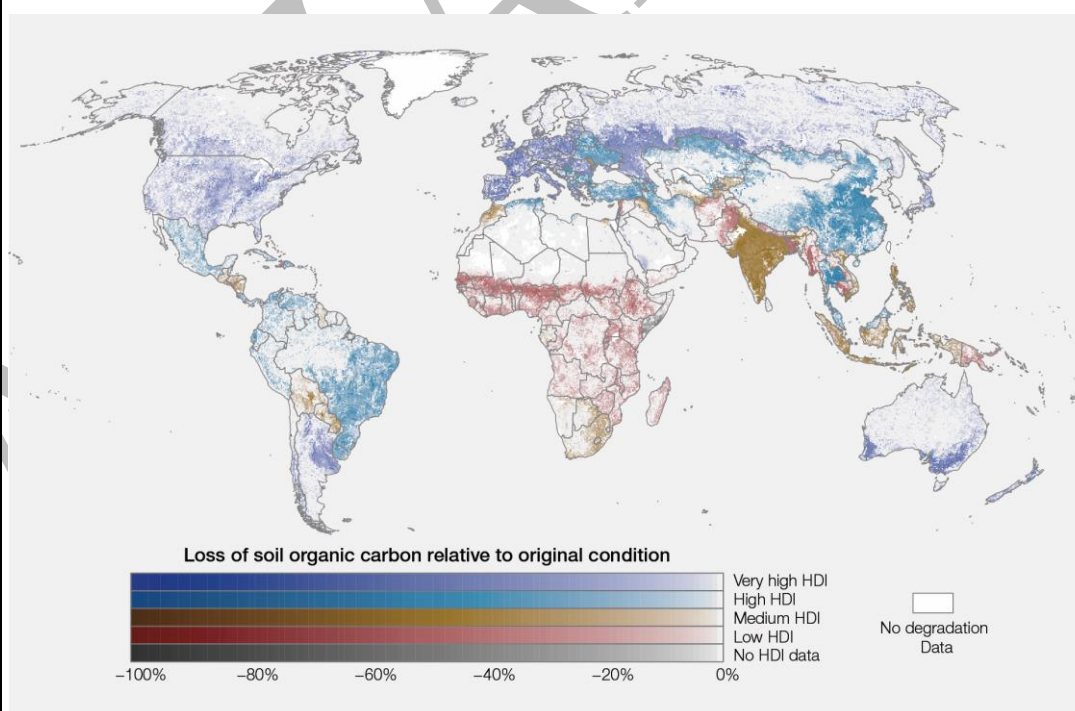 Loss of soil organic carbon relative to original condition
Very high HDI
High HDI
Medium HDI
Low HDI
No HDI data
−100%
−80%
−60%
−40%
−20%
0%
No degradation
Data